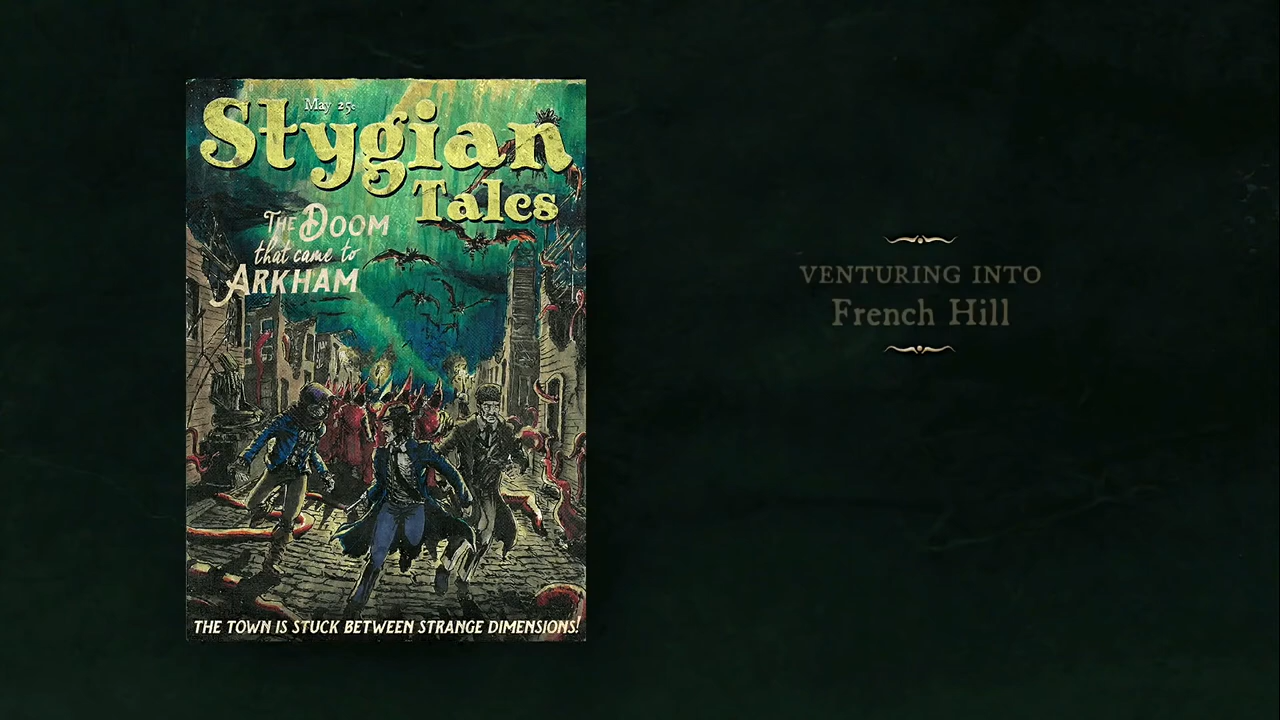 May 25c
Stygian
Tales
THE DOOM
that came to
ARKHAM
THE TOWN IS STUCK BETWEEN STRANGE DIMENSIONS!
VENTURING INTO
French Hill